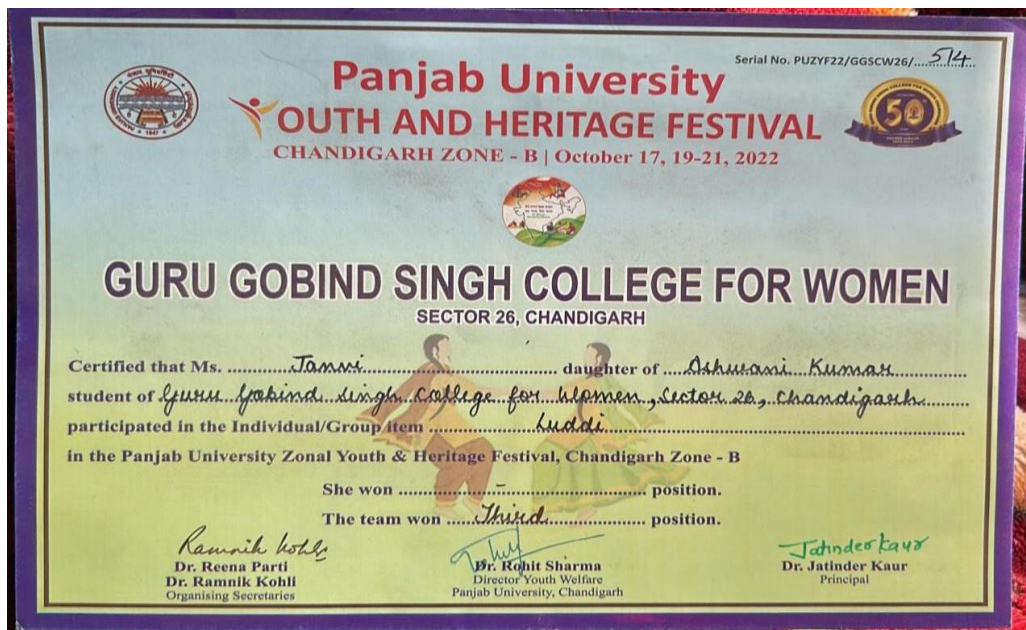 Serial No. PUZYF22/GGSCW26/....514....
Panjab University
YOUTH AND HERITAGE FESTIVAL
CHANDIGARH ZONE - B | October 17, 19-21, 2022
50
GURU GOBIND SINGH COLLEGE FOR WOMEN
SECTOR 26, CHANDIGARH
Certified that Ms. ............Tanvi............ daughter of ....Ashwani Kumar............
student of Guru Gobind Singh College for Women, Sector 26, Chandigarh........
participated in the Individual/Group item ....................Luddi....................
in the Panjab University Zonal Youth & Heritage Festival, Chandigarh Zone - B
She won ....................-.................... position.
The team won ......Third.................... position.
Ramnik Kohli
Jatinder Kaur
Dr. Reena Parti
Dr. Ramnik Kohli
Organising Secretaries
Dr. Rohit Sharma
Director Youth Welfare
Panjab University, Chandigarh
Dr. Jatinder Kaur
Principal